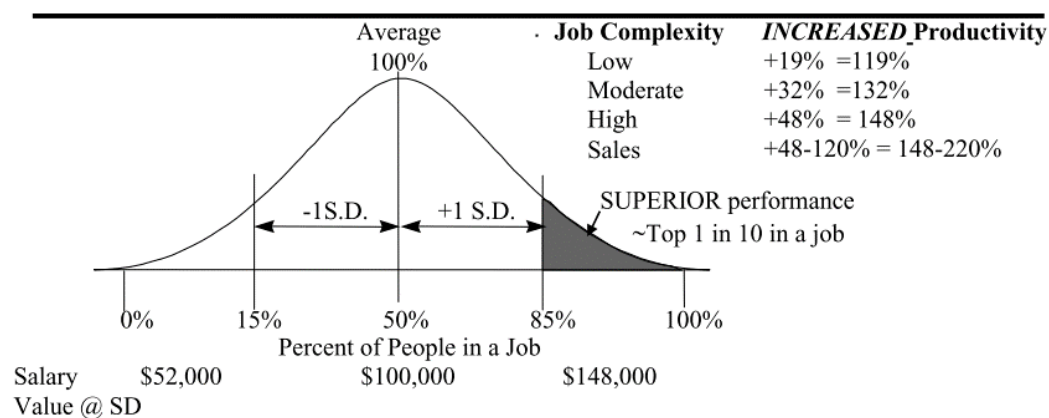 Average
100%
. Job Complexity INCREASED Productivity
Low +19% =119%
Moderate +32% =132%
High +48% = 148%
Sales +48-120% = 148-220%
-1S.D. +1 S.D.
SUPERIOR performance
~Top 1 in 10 in a job
0% 15% 50% 85% 100%
Percent of People in a Job
Salary $52,000 $100,000 $148,000
Value @ SD